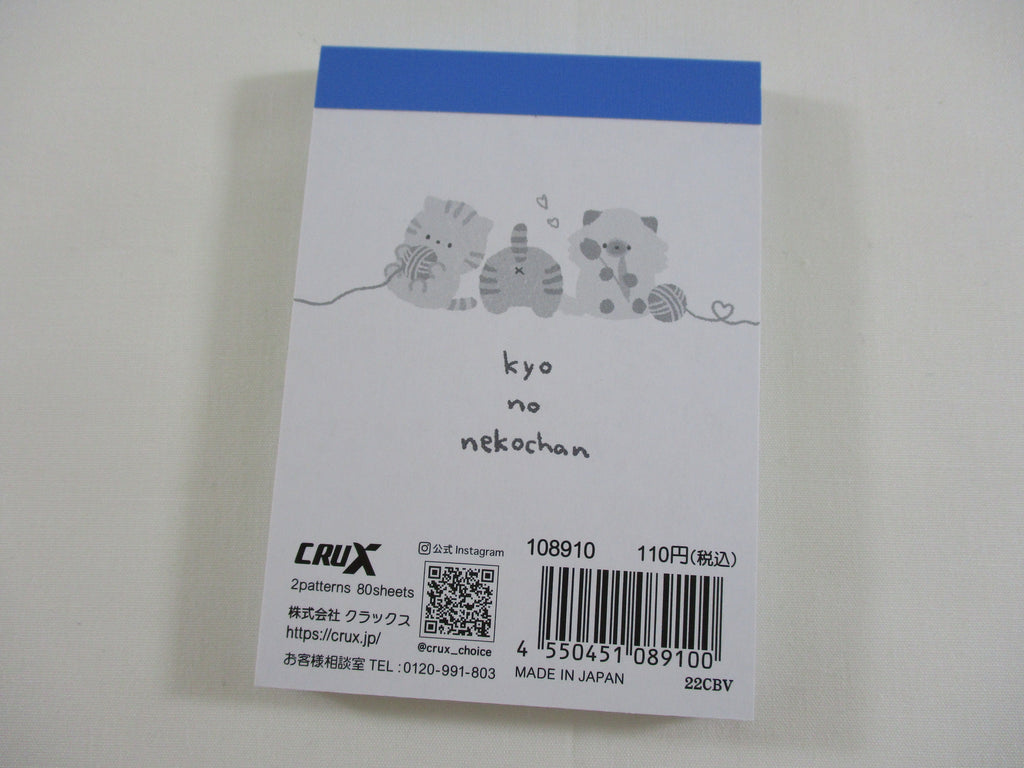 kyo
no
nekochan
CRUX
2patterns 80sheets
株式会社 クラックス
https://crux.jp/
お客様相談室 TEL:0120-991-803
公式 Instagram
@crux_choice
108910 110円(税込)
4 550451 089100
MADE IN JAPAN
22CBV